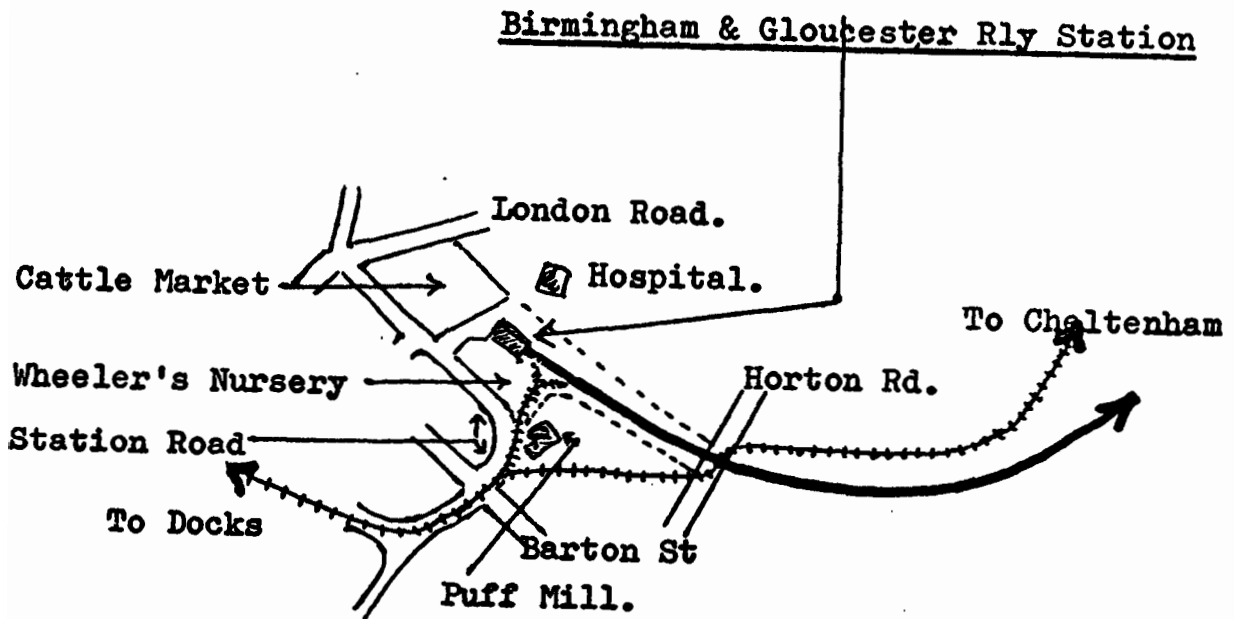 Birmingham & Gloucester Rly Station
London Road.
Cattle Market
Hospital.
To Cheltenham
Wheeler's Nursery
Horton Rd.
Station Road
To Docks
Barton St
Puff Mill.